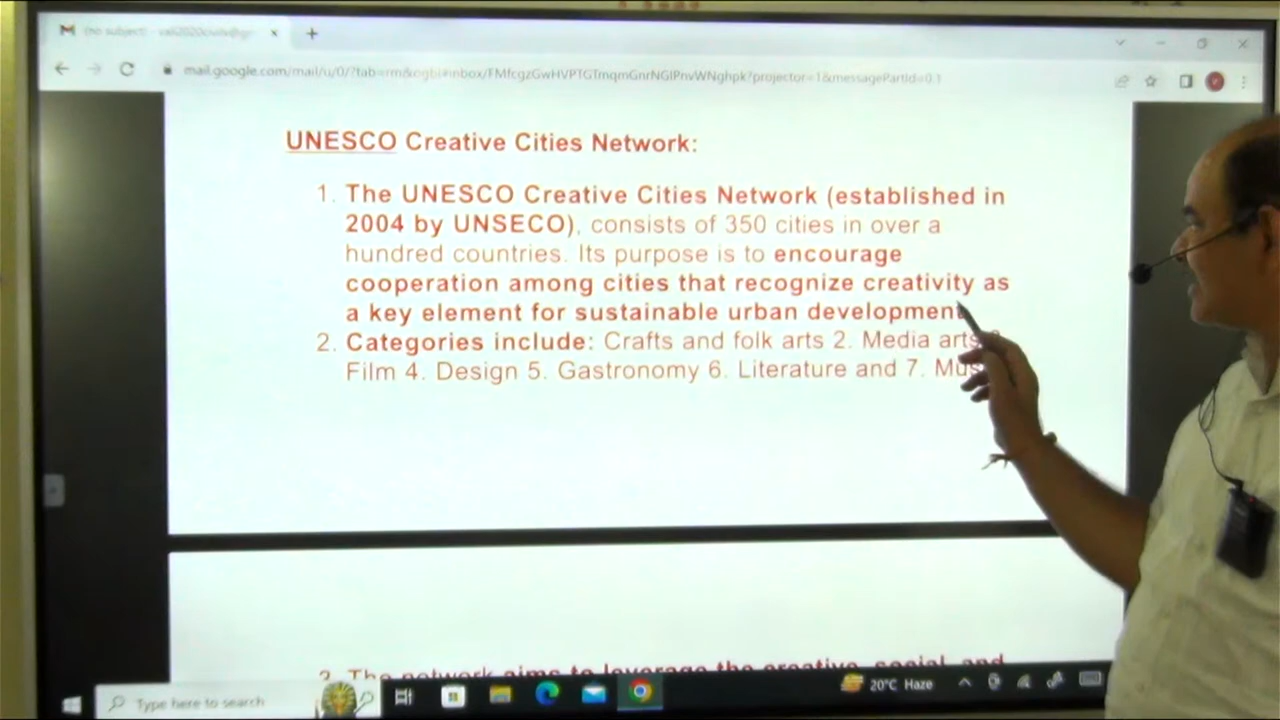 mail.google.com/mail/u/0/?tab=rm&ogbl#inbox/FMfcgzGwHVPTGTmqmGnrNGlPnvWNghpk?projector=1&messagePartId=0.1
UNESCO Creative Cities Network:
1. The UNESCO Creative Cities Network (established in
2004 by UNSECO), consists of 350 cities in over a
hundred countries. Its purpose is to encourage
cooperation among cities that recognize creativity as
a key element for sustainable urban development
2. Categories include: Crafts and folk arts 2. Media arts
Film 4. Design 5. Gastronomy 6. Literature and 7.
The network aims to leverage the creative, social, and
Type here to search
20°C Haze